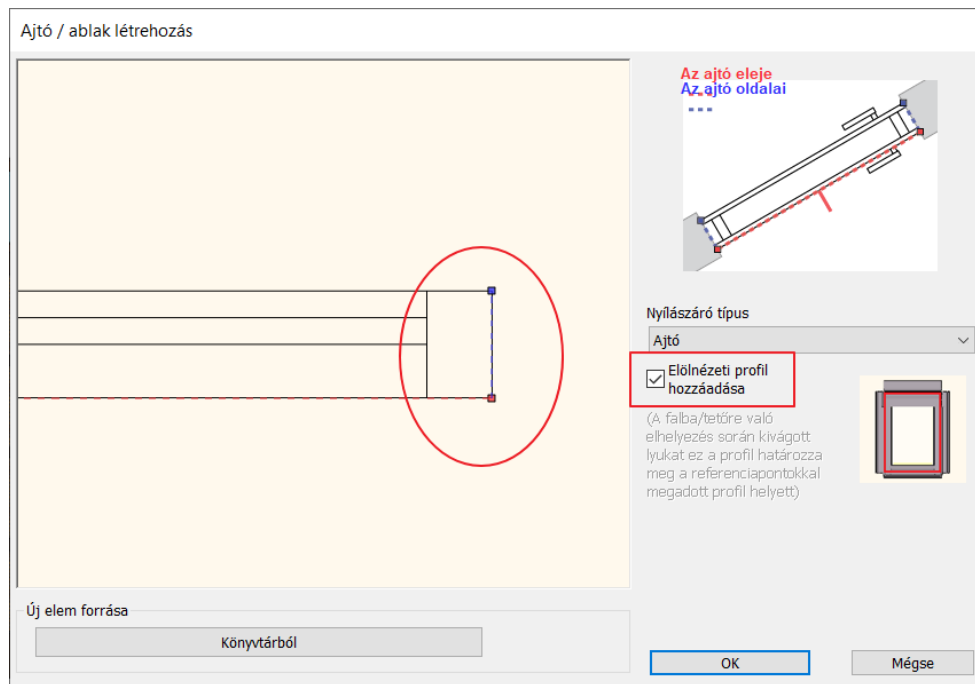 Ajtó / ablak létrehozás
Az ajtó eleje
Az ajtó oldalai
Nyílászáró típus
Ajtó
Elölnézeti profil
hozzáadása
(A falba/tetőre való
elhelyezés során kivágott
lyukat ez a profil határozza
meg a referenciapontokkal
megadott profil helyett)
Új elem forrása
Könyvtárból
OK
Mégse